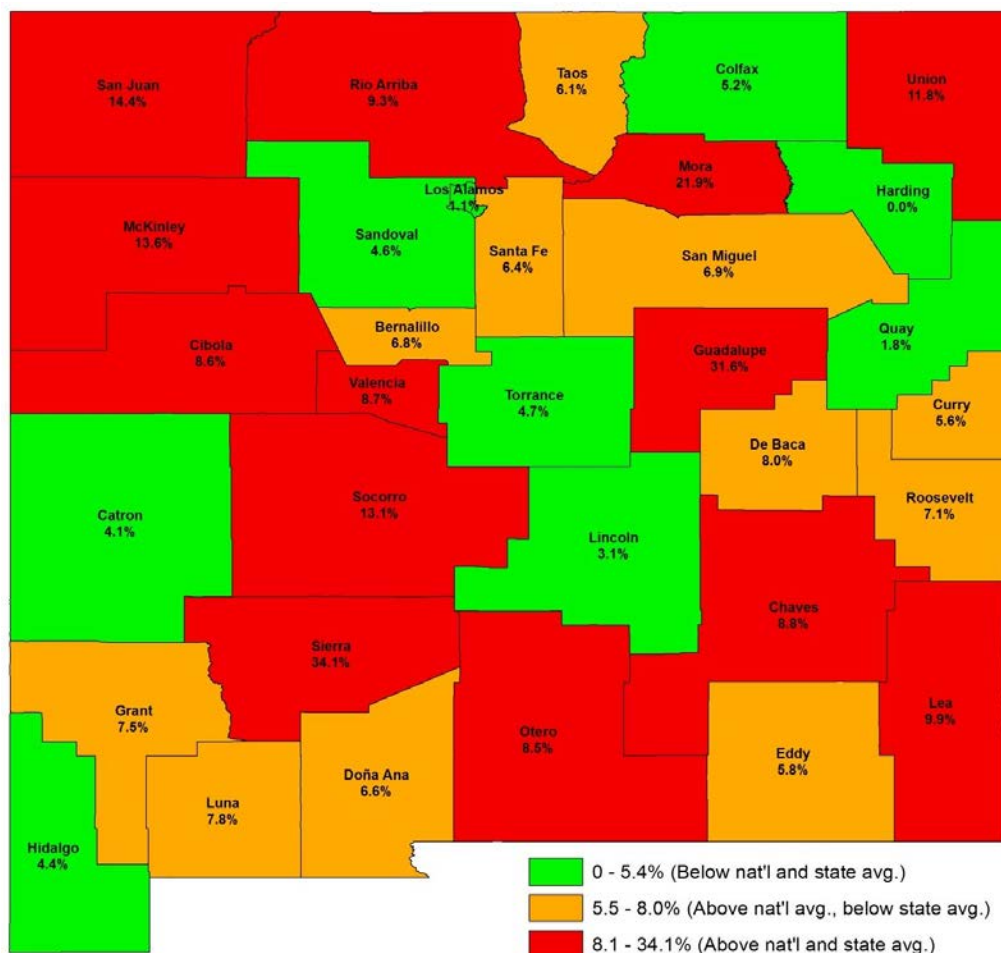 San Juan
14.4%
Rio Arriba
9.3%
Taos
6.1%
Colfax
5.2%
Union
11.8%
Mora
21.9%
Harding
0.0%
Los Alamos
4.1%
McKinley
13.6%
Sandoval
4.6%
Santa Fe
6.4%
San Miguel
6.9%
Bernalillo
6.8%
Quay
1.8%
Cibola
8.6%
Guadalupe
31.6%
Valencia
8.7%
Torrance
4.7%
Curry
5.6%
De Baca
8.0%
Roosevelt
7.1%
Socorro
13.1%
Catron
4.1%
Lincoln
3.1%
Chaves
8.8%
Sierra
34.1%
Lea
9.9%
Grant
7.5%
Otero
8.5%
Eddy
5.8%
Doña Ana
6.6%
Luna
7.8%
Hidalgo
4.4%
0 - 5.4% (Below nat'l and state avg.)
5.5 - 8.0% (Above nat'l avg., below state avg.)
8.1 - 34.1% (Above nat'l and state avg.)